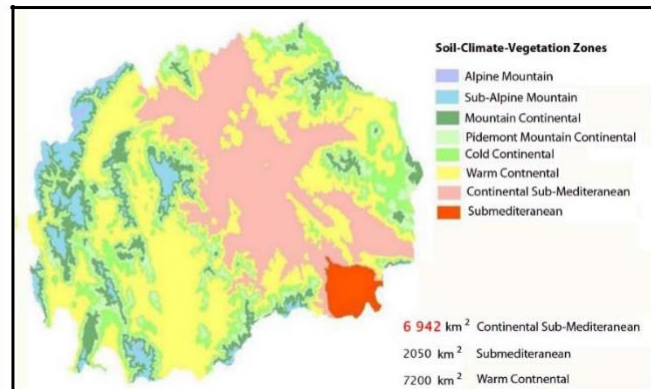 Soil-Climate-Vegetation Zones
Alpine Mountain
Sub-Alpine Mountain
Mountain Continental
Pidemont Mountain Continental
Cold Continental
Warm Contnental
Continental Sub-Mediteranean
Submediteranean
6 942 km² Continental Sub-Mediteranean
2050 km² Submediteranean
7200 km² Warm Continental